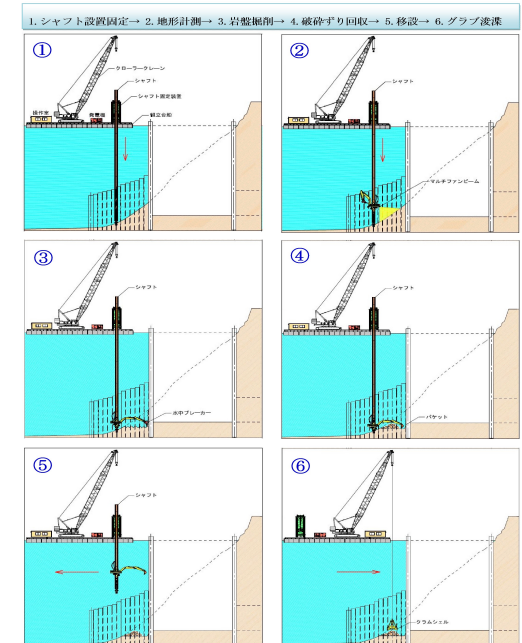 1. シャフト設置固定→ 2. 地形計測→ 3. 岩盤掘削→ 4. 破砕ずり回収→ 5. 移設→ 6. グラブ浚渫
①
クローラークレーン
シャフト
シャフト固定装置
操作室
発電機
組立台船
②
シャフト
マルチファンビーム
③
シャフト
水中ブレーカー
④
シャフト
バケット
⑤
シャフト
⑥
クラムシェル